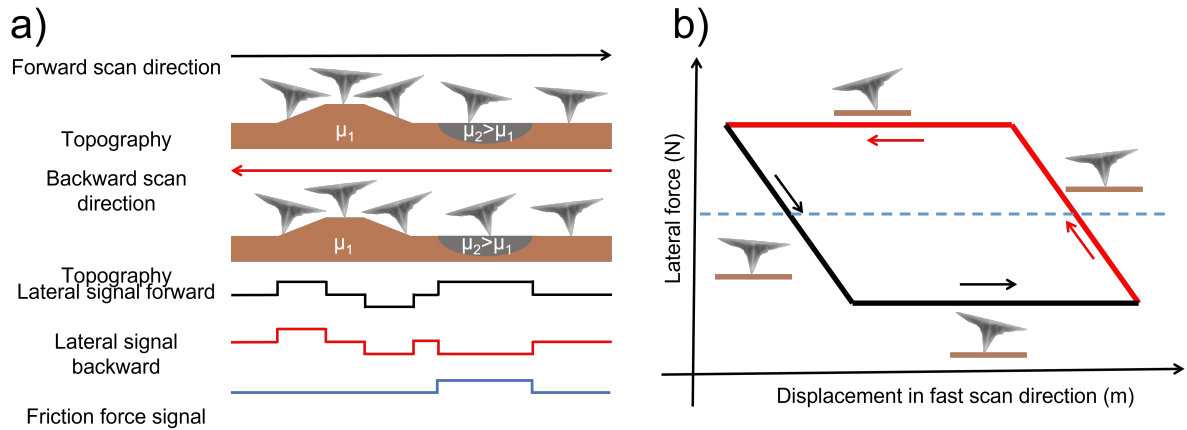 a)
Forward scan direction
Topography
μ1
μ2>μ1
Backward scan
direction
Topography
μ1
μ2>μ1
Lateral signal forward
Lateral signal
backward
Friction force signal
b)
Lateral force (N)
Displacement in fast scan direction (m)